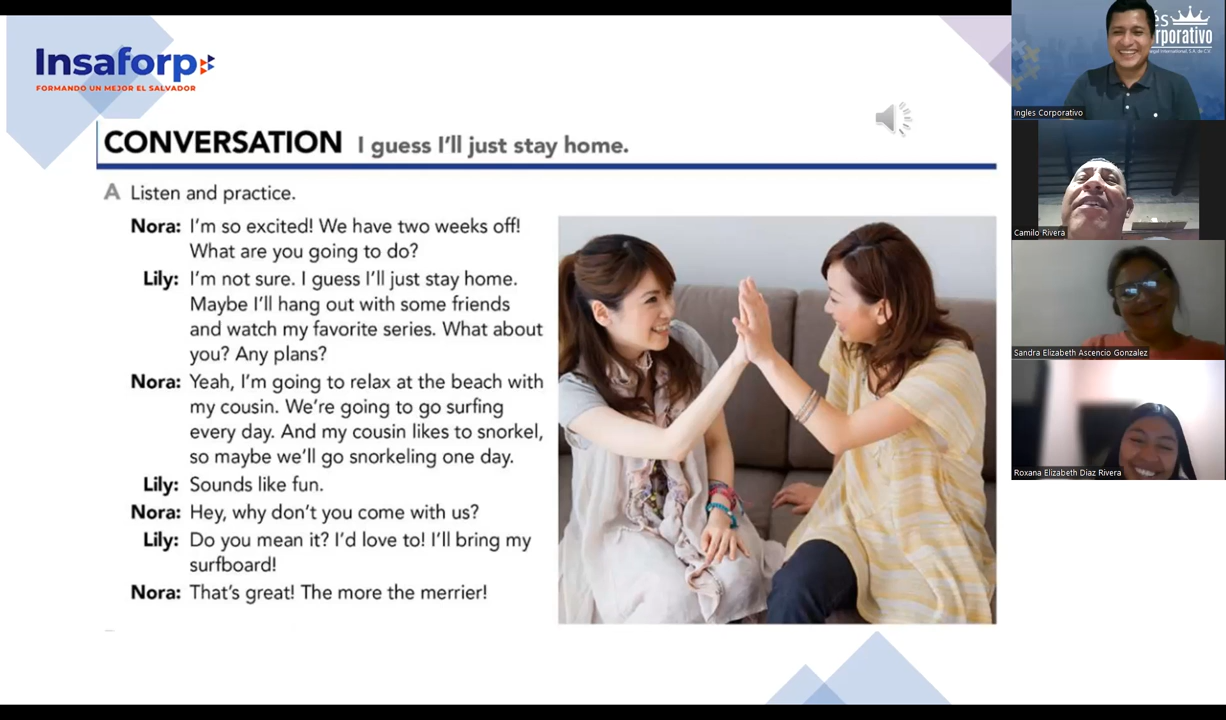 Insaforp
FORMANDO UN MEJOR EL SALVADOR
CONVERSATION I guess I'll just stay home.
A Listen and practice.
Nora: I'm so excited! We have two weeks off!
What are you going to do?
Lily: I'm not sure. I guess I'll just stay home.
Maybe I'll hang out with some friends
and watch my favorite series. What about
you? Any plans?
Nora: Yeah, I'm going to relax at the beach with
my cousin. We're going to go surfing
every day. And my cousin likes to snorkel,
so maybe we'll go snorkeling one day.
Lily: Sounds like fun.
Nora: Hey, why don't you come with us?
Lily: Do you mean it? I'd love to! I'll bring my
surfboard!
Nora: That's great! The more the merrier!
és
rporativo
Ingles Corporativo
Camilo Rivera
Sandra Elizabeth Ascencio Gonzalez
Roxana Elizabeth Diaz Rivera